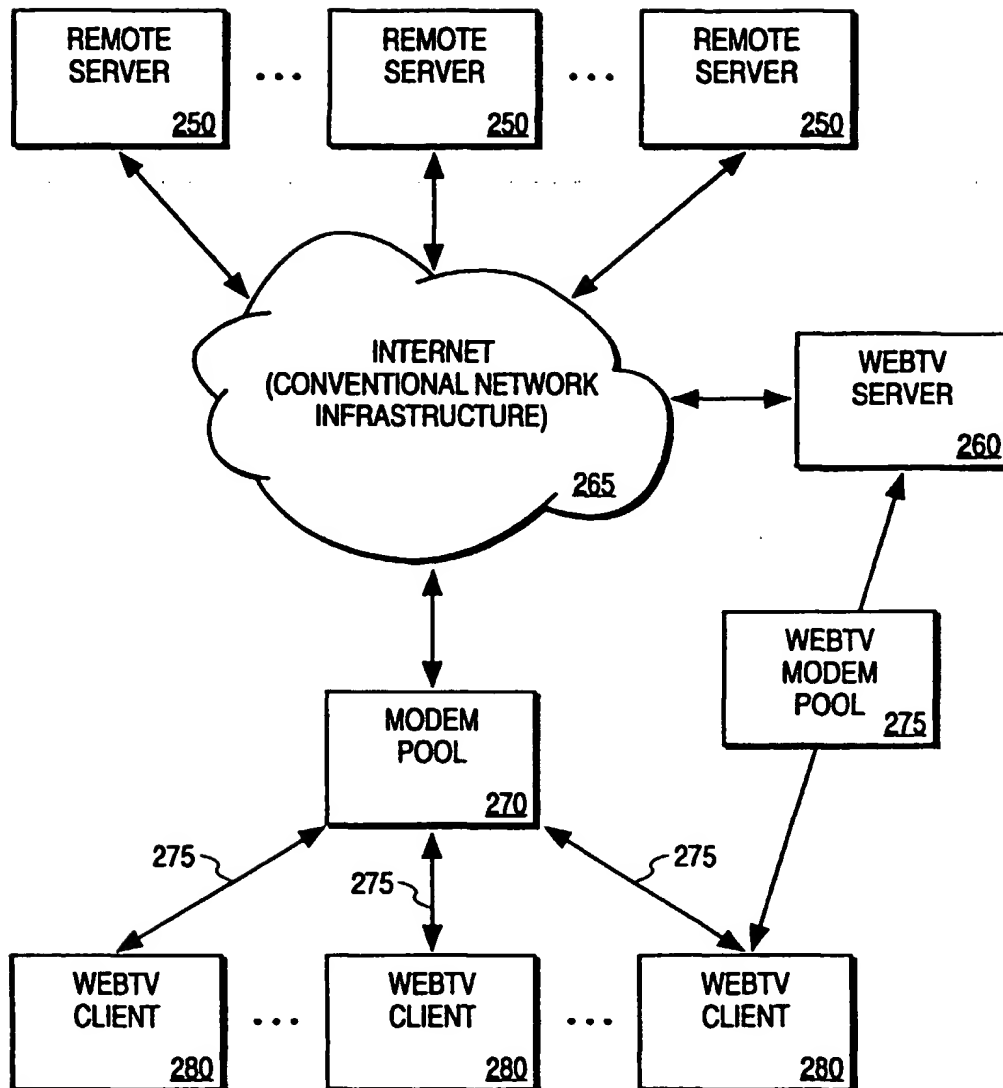 REMOTE
SERVER
250
...
REMOTE
SERVER
250
...
REMOTE
SERVER
250
INTERNET
(CONVENTIONAL NETWORK
INFRASTRUCTURE)
265
WEBTV
SERVER
260
WEBTV
MODEM
POOL
275
MODEM
POOL
270
275
275
275
WEBTV
CLIENT
280
...
WEBTV
CLIENT
280
...
WEBTV
CLIENT
280